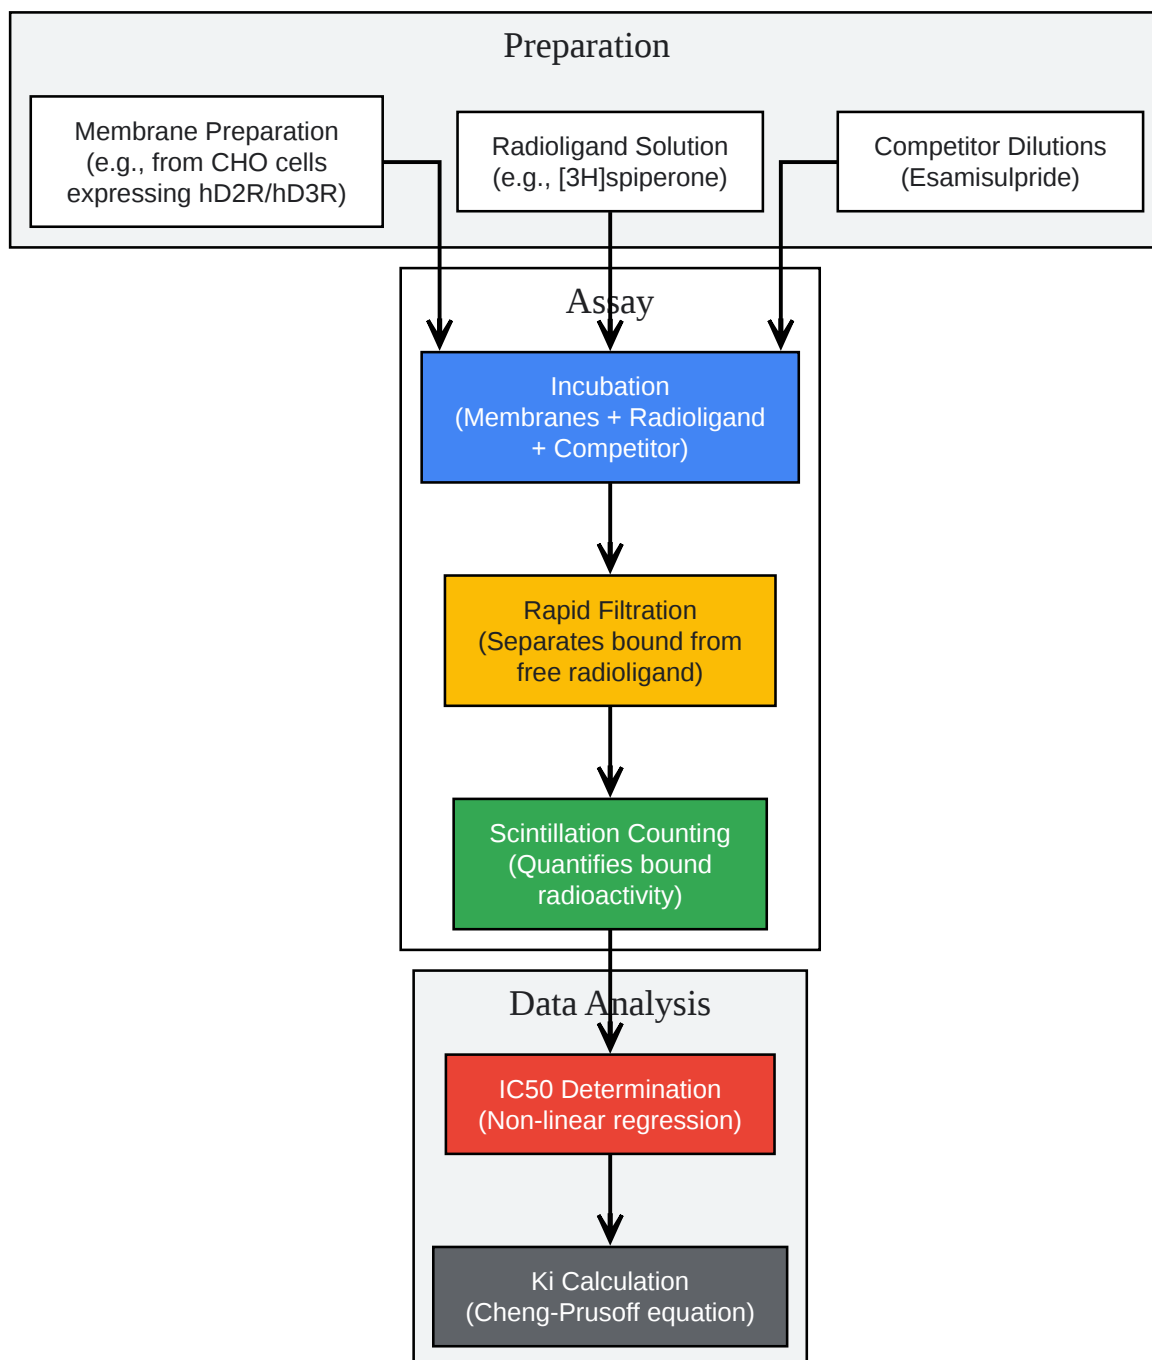 Preparation
Membrane Preparation
(e.g., from CHO cells
expressing hD2R/hD3R)
Radioligand Solution
(e.g., [3H]spiperone)
Competitor Dilutions
(Esamisulpride)
Assay
Incubation
(Membranes + Radioligand
+ Competitor)
Rapid Filtration
(Separates bound from
free radioligand)
Scintillation Counting
(Quantifies bound
radioactivity)
Data Analysis
IC50 Determination
(Non-linear regression)
Ki Calculation
(Cheng-Prusoff equation)